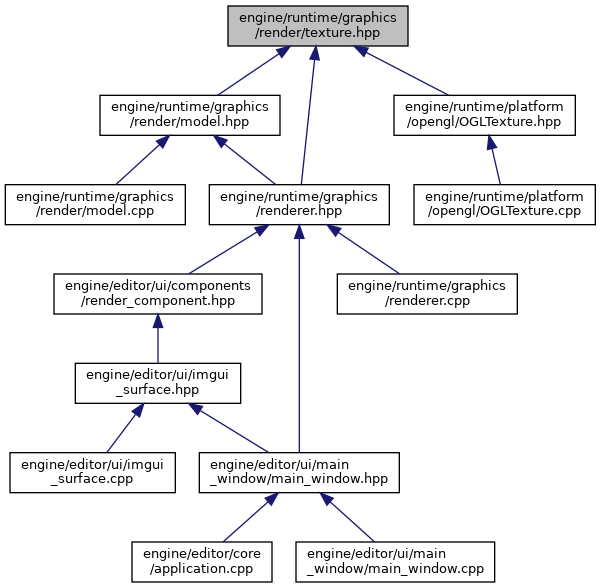 engine/runtime/graphics
/render/texture.hpp
engine/runtime/graphics
/render/model.hpp
engine/runtime/platform
/opengl/OGLTexture.hpp
engine/runtime/graphics
/render/model.cpp
engine/runtime/graphics
/renderer.hpp
engine/runtime/platform
/opengl/OGLTexture.cpp
engine/editor/ui/components
/render_component.hpp
engine/runtime/graphics
/renderer.cpp
engine/editor/ui/imgui
_surface.hpp
engine/editor/ui/imgui
_surface.cpp
engine/editor/ui/main
_window/main_window.hpp
engine/editor/core
/application.cpp
engine/editor/ui/main
_window/main_window.cpp